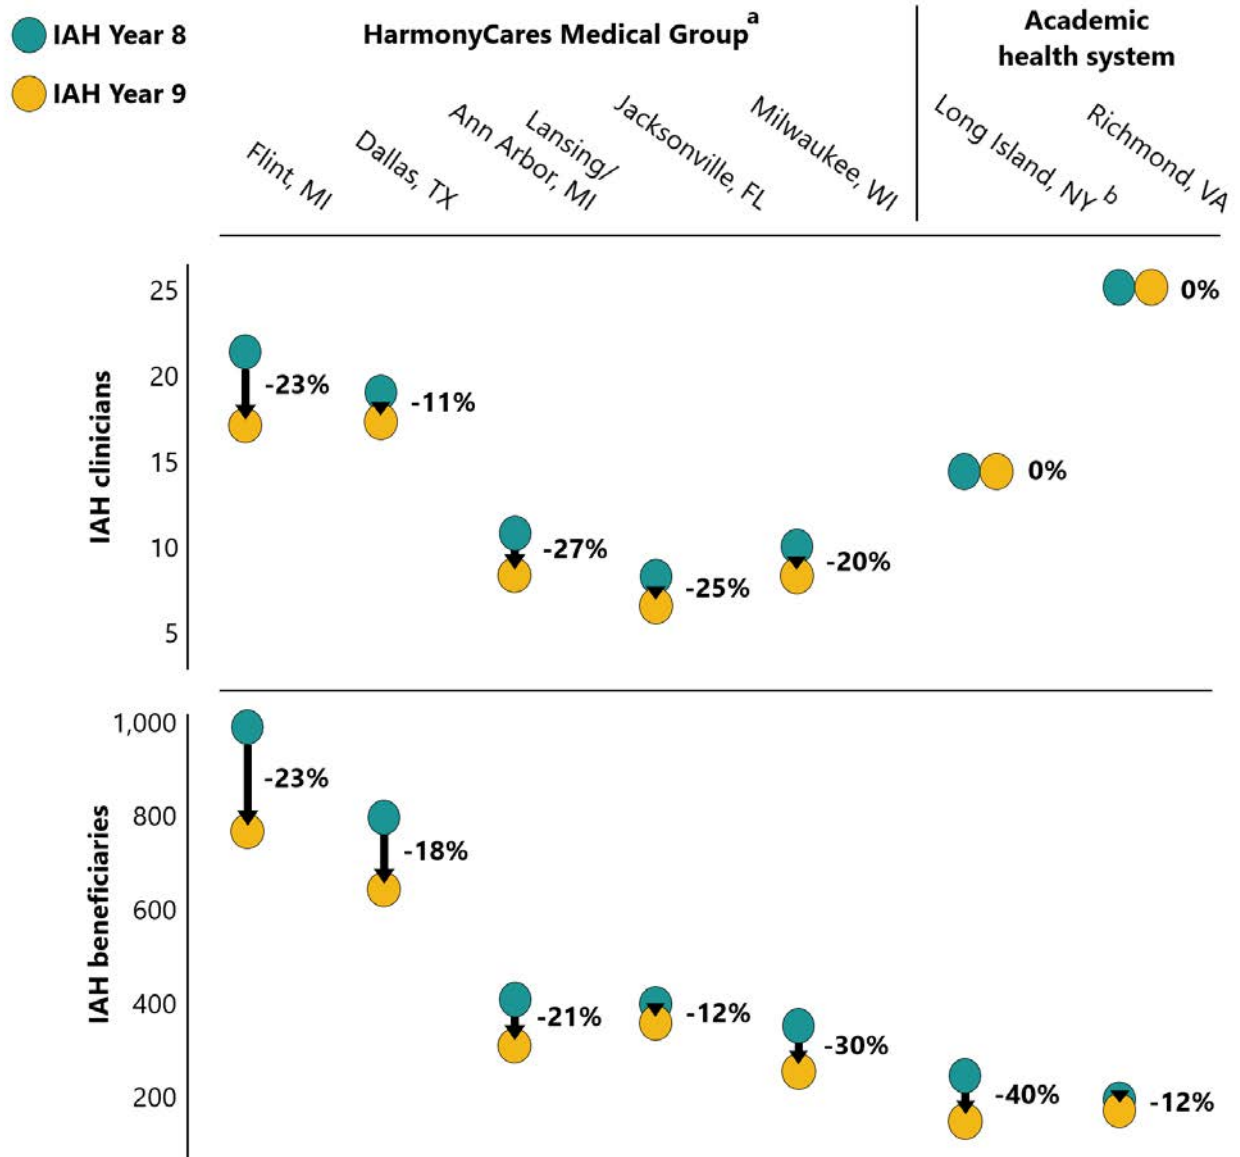 IAH Year 8
IAH Year 9
HarmonyCares Medical Group a
Academic
health system
Flint, MI
Dallas, TX
Lansing/
Ann Arbor, MI
Jacksonville, FL
Milwaukee, WI
Long Island, NY b
Richmond, VA
IAH clinicians
25
20
15
10
5
-23%
-11%
-27%
-25%
-20%
0%
0%
IAH beneficiaries
1,000
800
600
400
200
-23%
-18%
-21%
-12%
-30%
-40%
-12%